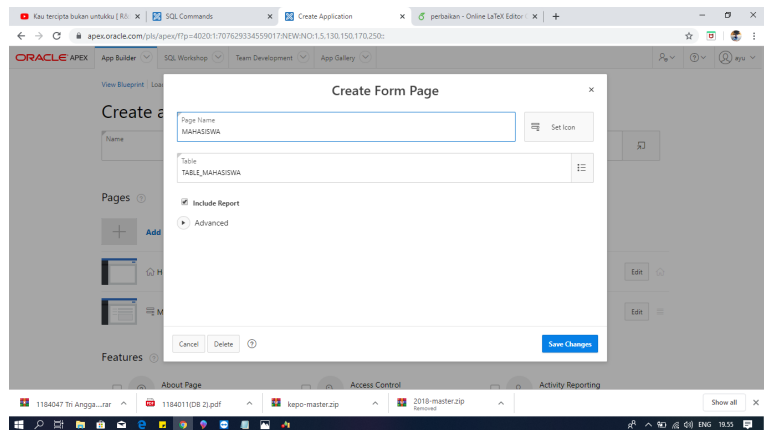 Kau tercipta bukan untukku [ R&
SQL Commands
Create Application
perbaikan - Online LaTeX Editor
apex.oracle.com/pls/apex/f?p=4020:1:707629334559017:NEW:NO:1,5,130,150,170,250::
ORACLE APEX
App Builder
SQL Workshop
Team Development
App Gallery
ayu
View Blueprint
Loa
Create a
Name
Pages
Add
H
Edit
M
Edit
Features
About Page
Access Control
Activity Reporting
Create Form Page
Page Name
MAHASISWA
Set Icon
Table
TABLE_MAHASISWA
Include Report
Advanced
Cancel
Delete
Save Changes
1184047 Tri Angga....rar
1184011(DB 2).pdf
kepo-master.zip
2018-master.zip
Removed
Show all
ENG
19.55